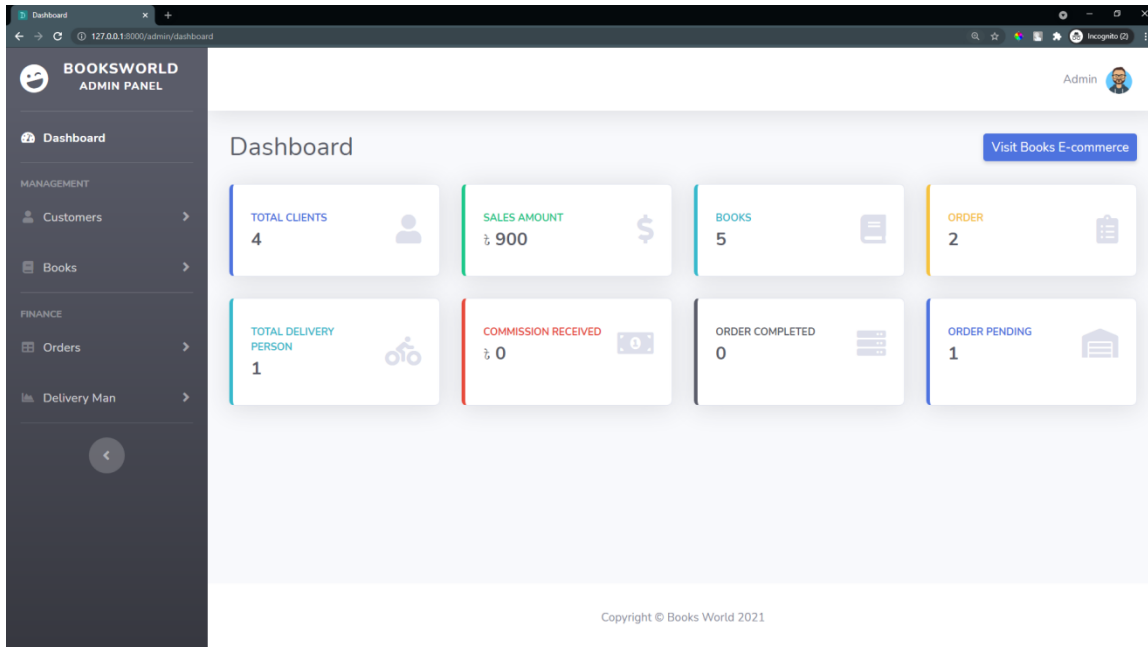 Dashboard
127.0.0.1:8000/admin/dashboard
Incognito (2)
BOOKSWORLD
ADMIN PANEL
Admin
Dashboard
MANAGEMENT
Customers
Books
FINANCE
Orders
Delivery Man
Dashboard
Visit Books E-commerce
TOTAL CLIENTS
4
SALES AMOUNT
৳ 900
BOOKS
5
ORDER
2
TOTAL DELIVERY
PERSON
1
COMMISSION RECEIVED
৳ 0
ORDER COMPLETED
0
ORDER PENDING
1
Copyright © Books World 2021